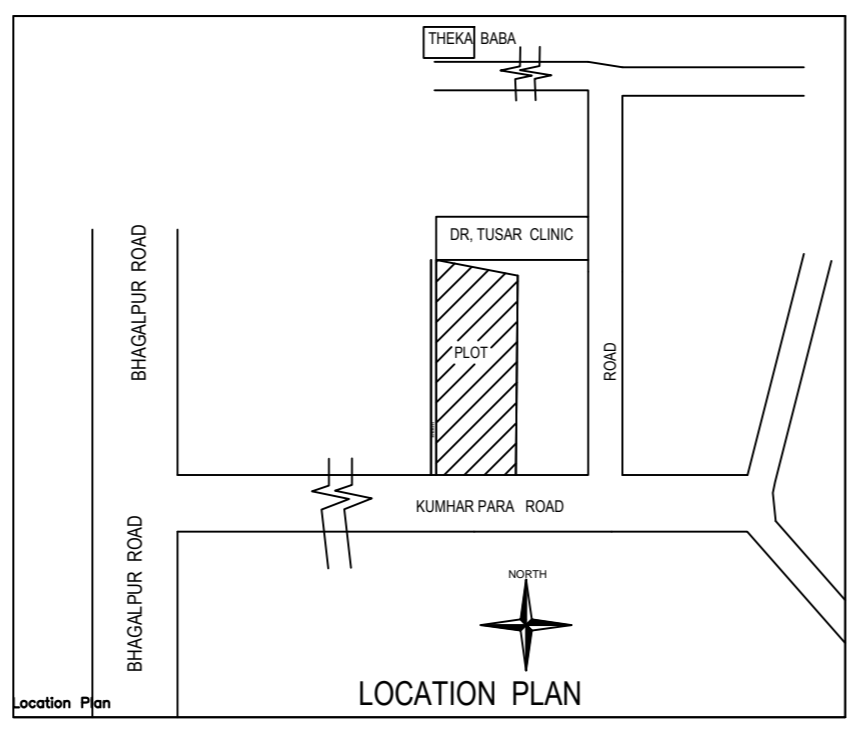 THEKA BABA
DR, TUSAR CLINIC
BHAGALPUR ROAD
PLOT
ROAD
KUMHAR PARA ROAD
BHAGALPUR ROAD
NORTH
LOCATION PLAN
Location Plan